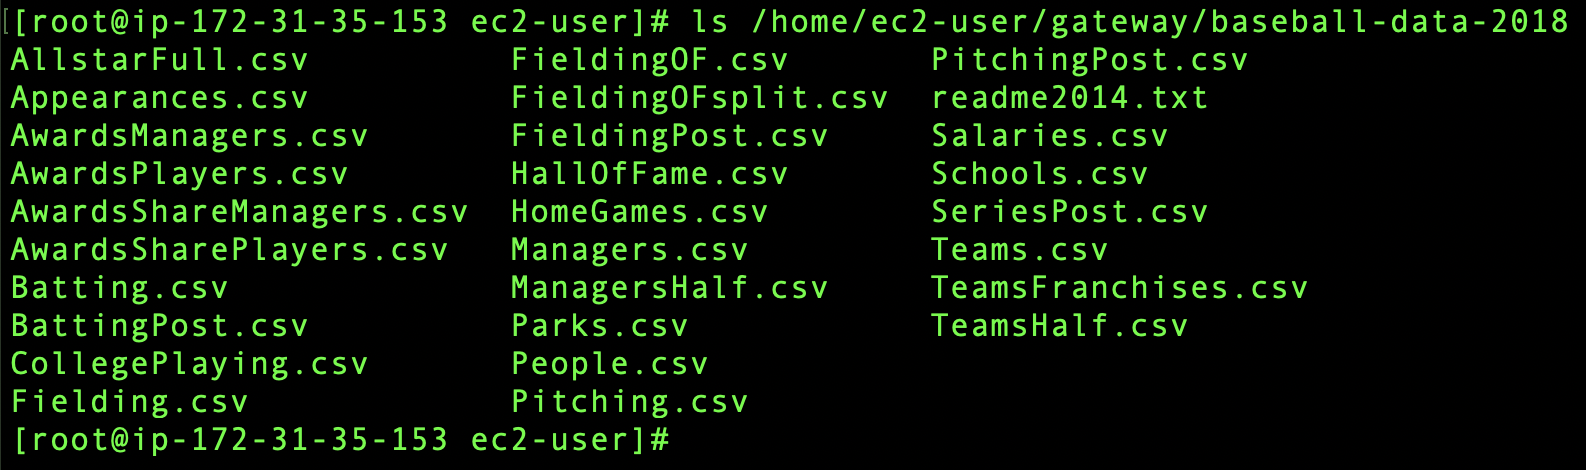 [[root@ip-172-31-35-153 ec2-user]# ls /home/ec2-user/gateway/baseball-data-2018
AllstarFull.csv          FieldingOF.csv       PitchingPost.csv
Appearances.csv          FieldingOFsplit.csv  readme2014.txt
AwardsManagers.csv       FieldingPost.csv     Salaries.csv
AwardsPlayers.csv        HallOfFame.csv       Schools.csv
AwardsShareManagers.csv  HomeGames.csv        SeriesPost.csv
AwardsSharePlayers.csv   Managers.csv         Teams.csv
Batting.csv              ManagersHalf.csv     TeamsFranchises.csv
BattingPost.csv          Parks.csv            TeamsHalf.csv
CollegePlaying.csv       People.csv
Fielding.csv             Pitching.csv
[root@ip-172-31-35-153 ec2-user]#